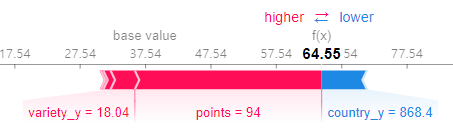 higher ⇄ lower
base value f(x)
17.54 27.54 37.54 47.54 57.54 64.55 54 77.54
variety_y = 18.04 points = 94 country_y = 868.4